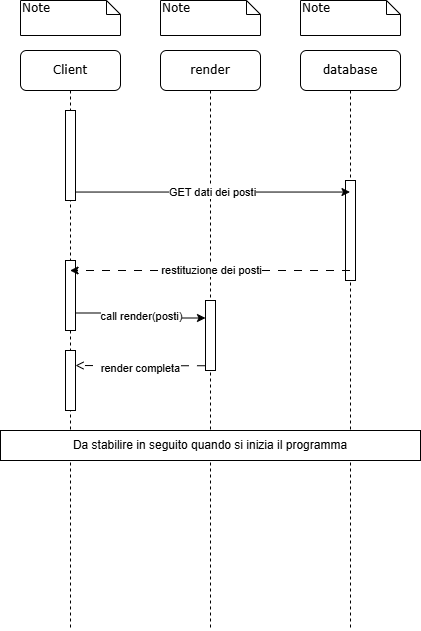 Note
Note
Note
Client
render
database
GET dati dei posti
restituzione dei posti
call render(posti)
render completa
Da stabilire in seguito quando si inizia il programma